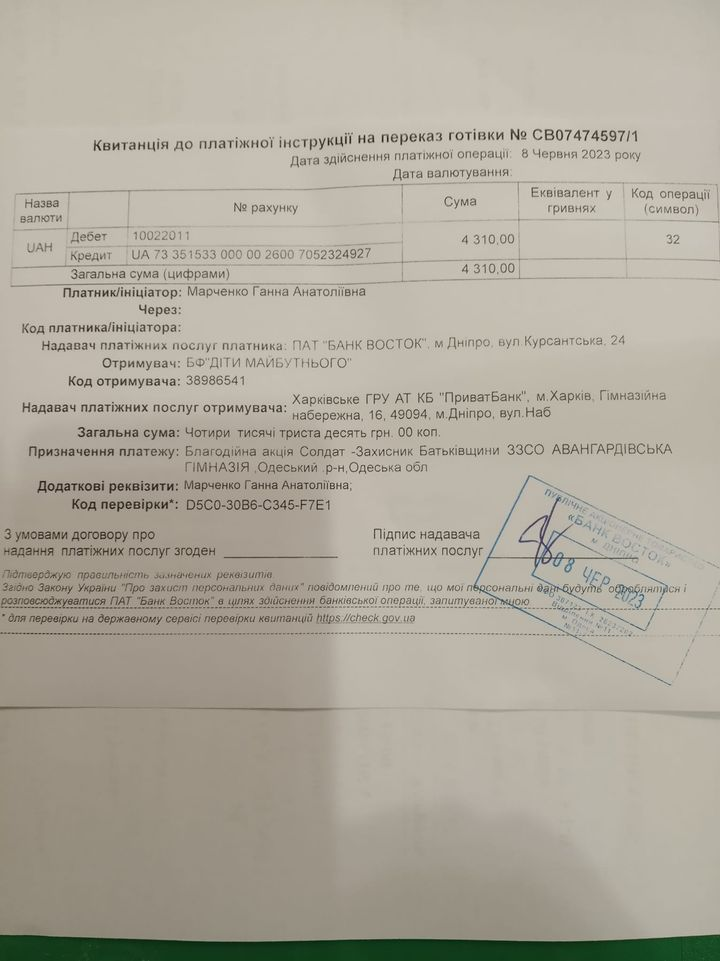 Квитанція до платіжної інструкції на переказ готівки № СВ07474597/1
Дата здійснення платіжної операції: 8 Червня 2023 року
Дата валютування:
Назва валюти № рахунку Сума Еквівалент у гривнях Код операції (символ)
UAH Дебет 10022011 4 310,00 32
Кредит UA 73 351533 000 00 2600 7052324927
Загальна сума (цифрами) 4 310,00
Платник/ініціатор: Марченко Ганна Анатоліївна
Через:
Код платника/ініціатора:
Надавач платіжних послуг платника: ПАТ "БАНК ВОСТОК", м.Дніпро, вул.Курсантська, 24
Отримувач: БФ"ДІТИ МАЙБУТНЬОГО"
Код отримувача: 38986541
Надавач платіжних послуг отримувача: Харківське ГРУ АТ КБ "ПриватБанк", м.Харків, Гімназійна
набережна, 16, 49094, м.Дніпро, вул.Наб
Загальна сума: Чотири тисячі триста десять грн. 00 коп.
Призначення платежу: Благодійна акція Солдат -Захисник Батьківщини ЗЗСО АВАНГАРДІВСЬКА
ГІМНАЗІЯ ,Одеський .р-н,Одеська обл
Додаткові реквізити: Марченко Ганна Анатоліївна;
Код перевірки*: D5C0-30B6-C345-F7E1
З умовами договору про
надання платіжних послуг згоден
Підпис надавача
платіжних послуг
ПУБЛІЧНЕ АКЦІОНЕРНЕ ТОВАРИСТВО
«БАНК ВОСТОК»
м. Дніпро
08 ЧЕР 2023
Підтверджую правильність зазначених реквізитів.
Згідно Закону України "Про захист персональних даних" повідомлений про те, що мої персональні дані будуть оброблятися і
розповсюджуватися ПАТ "Банк Восток" в цілях здійснення банківської операції, запитуваної мною
* для перевірки на державному сервісі перевірки квитанцій https://check.gov.ua